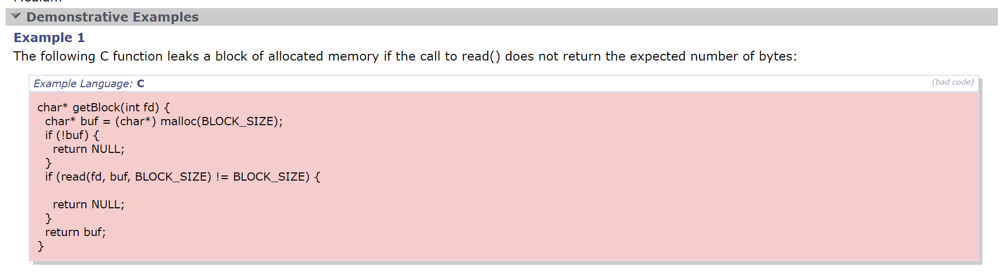 Demonstrative Examples
Example 1
The following C function leaks a block of allocated memory if the call to read() does not return the expected number of bytes:
Example Language: C
(bad code)
char* getBlock(int fd) {
char* buf = (char*) malloc(BLOCK_SIZE);
if (!buf) {
return NULL;
}
if (read(fd, buf, BLOCK_SIZE) != BLOCK_SIZE) {
return NULL;
}
return buf;
}